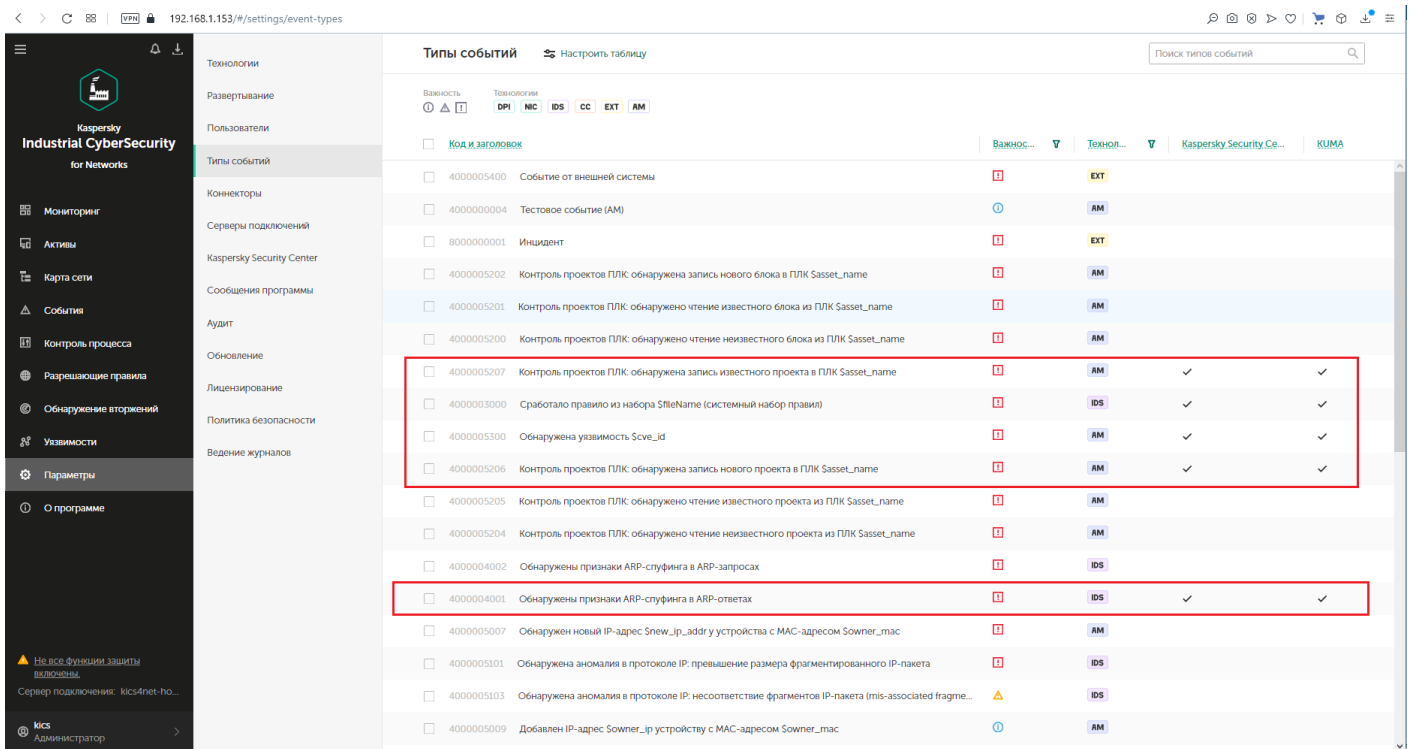 VPN 192.168.1.153/#/settings/event-types
Kaspersky
Industrial CyberSecurity
for Networks
Мониторинг
Активы
Карта сети
События
Контроль процесса
Разрешающие правила
Обнаружение вторжений
Уязвимости
Параметры
О программе
Не все функции защиты
включены.
Сервер подключения: kics4net-ho...
kics
Администратор
Технологии
Развертывание
Пользователи
Типы событий
Коннекторы
Серверы подключений
Kaspersky Security Center
Сообщения программы
Аудит
Обновление
Лицензирование
Политика безопасности
Ведение журналов
Типы событий Настроить таблицу Поиск типов событий
Важность Технологии
DPI NIC IDS CC EXT AM
Код и заголовок Важнос... Технол... Kaspersky Security Ce... KUMA
4000005400 Событие от внешней системы EXT
4000000004 Тестовое событие (AM) AM
8000000001 Инцидент EXT
4000005202 Контроль проектов ПЛК: обнаружена запись нового блока в ПЛК $asset_name AM
4000005201 Контроль проектов ПЛК: обнаружено чтение известного блока из ПЛК $asset_name AM
4000005200 Контроль проектов ПЛК: обнаружено чтение неизвестного блока из ПЛК $asset_name AM
4000005207 Контроль проектов ПЛК: обнаружена запись известного проекта в ПЛК $asset_name AM
4000003000 Сработало правило из набора $fileName (системный набор правил) IDS
4000005300 Обнаружена уязвимость $cve_id AM
4000005206 Контроль проектов ПЛК: обнаружена запись нового проекта в ПЛК $asset_name AM
4000005205 Контроль проектов ПЛК: обнаружено чтение известного проекта из ПЛК $asset_name AM
4000005204 Контроль проектов ПЛК: обнаружено чтение неизвестного проекта из ПЛК $asset_name AM
4000004002 Обнаружены признаки ARP-спуфинга в ARP-запросах IDS
4000004001 Обнаружены признаки ARP-спуфинга в ARP-ответах IDS
4000005007 Обнаружен новый IP-адрес $new_ip_addr у устройства с MAC-адресом $owner_mac AM
4000005101 Обнаружена аномалия в протоколе IP: превышение размера фрагментированного IP-пакета IDS
4000005103 Обнаружена аномалия в протоколе IP: несоответствие фрагментов IP-пакета (mis-associated fragme... IDS
4000005009 Добавлен IP-адрес $owner_ip устройству с MAC-адресом $owner_mac AM